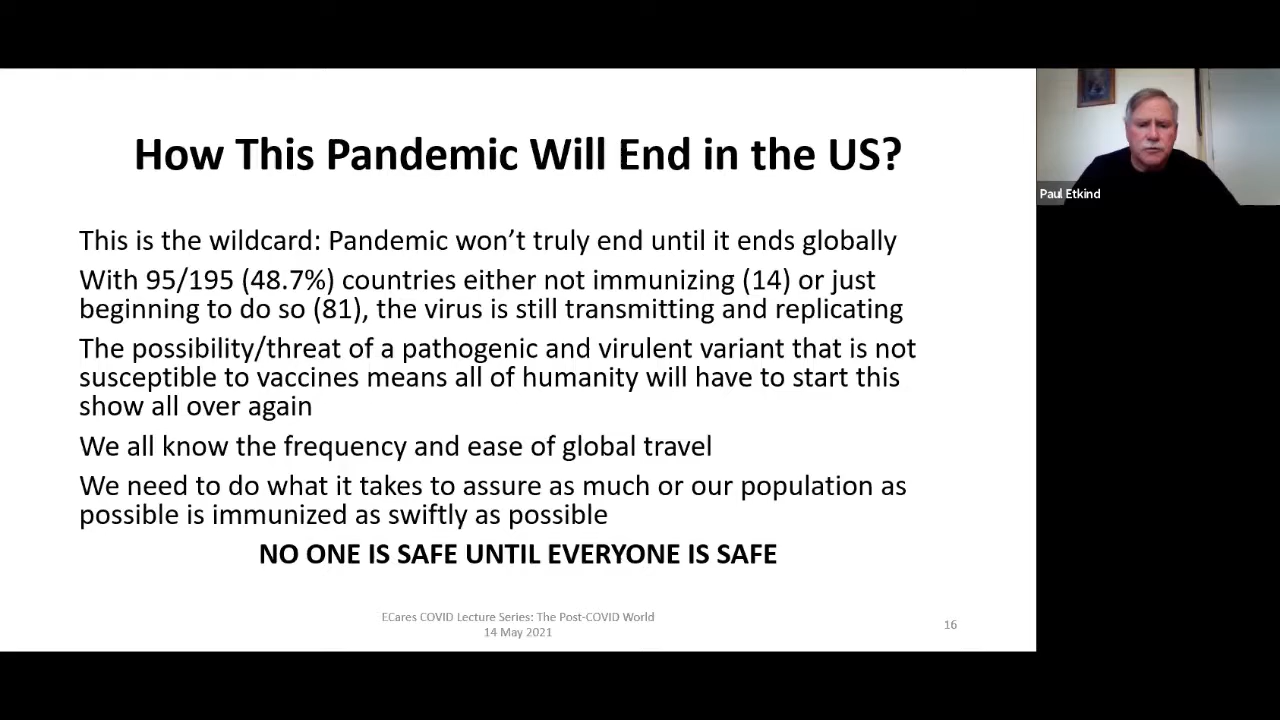 How This Pandemic Will End in the US?
This is the wildcard: Pandemic won't truly end until it ends globally
With 95/195 (48.7%) countries either not immunizing (14) or just
beginning to do so (81), the virus is still transmitting and replicating
The possibility/threat of a pathogenic and virulent variant that is not
susceptible to vaccines means all of humanity will have to start this
show all over again
We all know the frequency and ease of global travel
We need to do what it takes to assure as much or our population as
possible is immunized as swiftly as possible
NO ONE IS SAFE UNTIL EVERYONE IS SAFE
ECares COVID Lecture Series: The Post-COVID World
14 May 2021
16
Paul Etkind